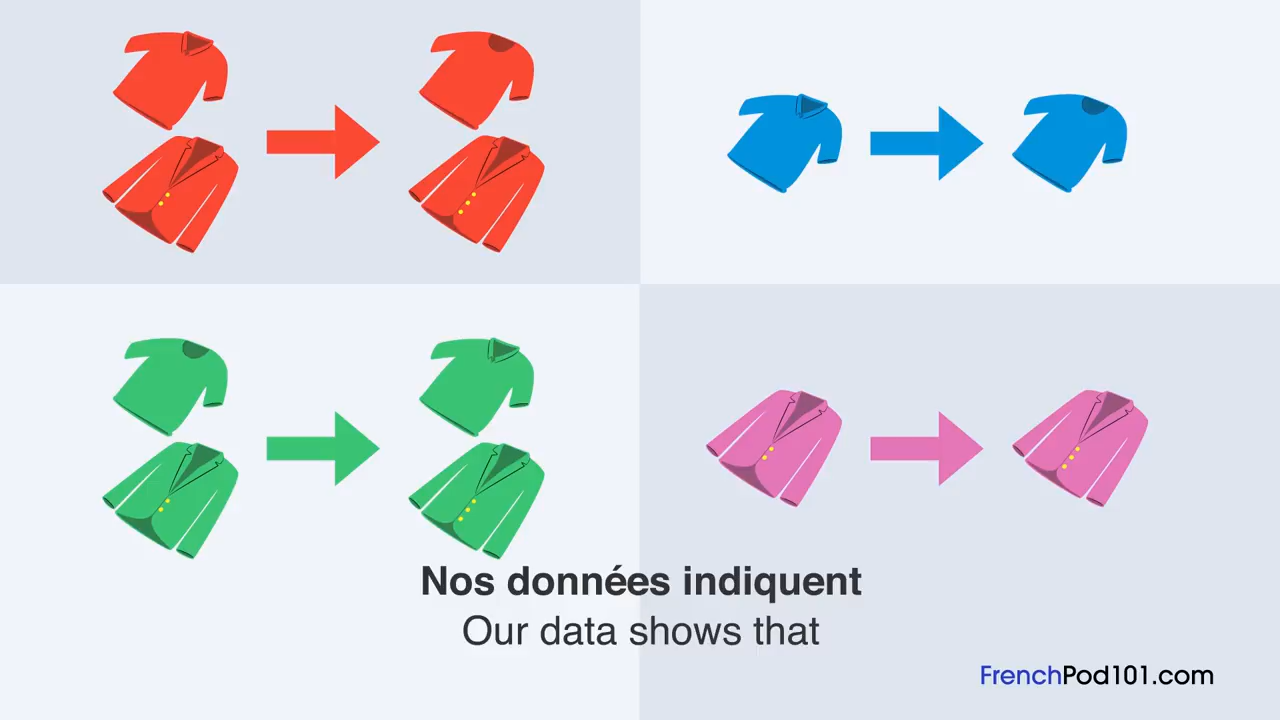 Nos données indiquent
Our data shows that
FrenchPod101.com